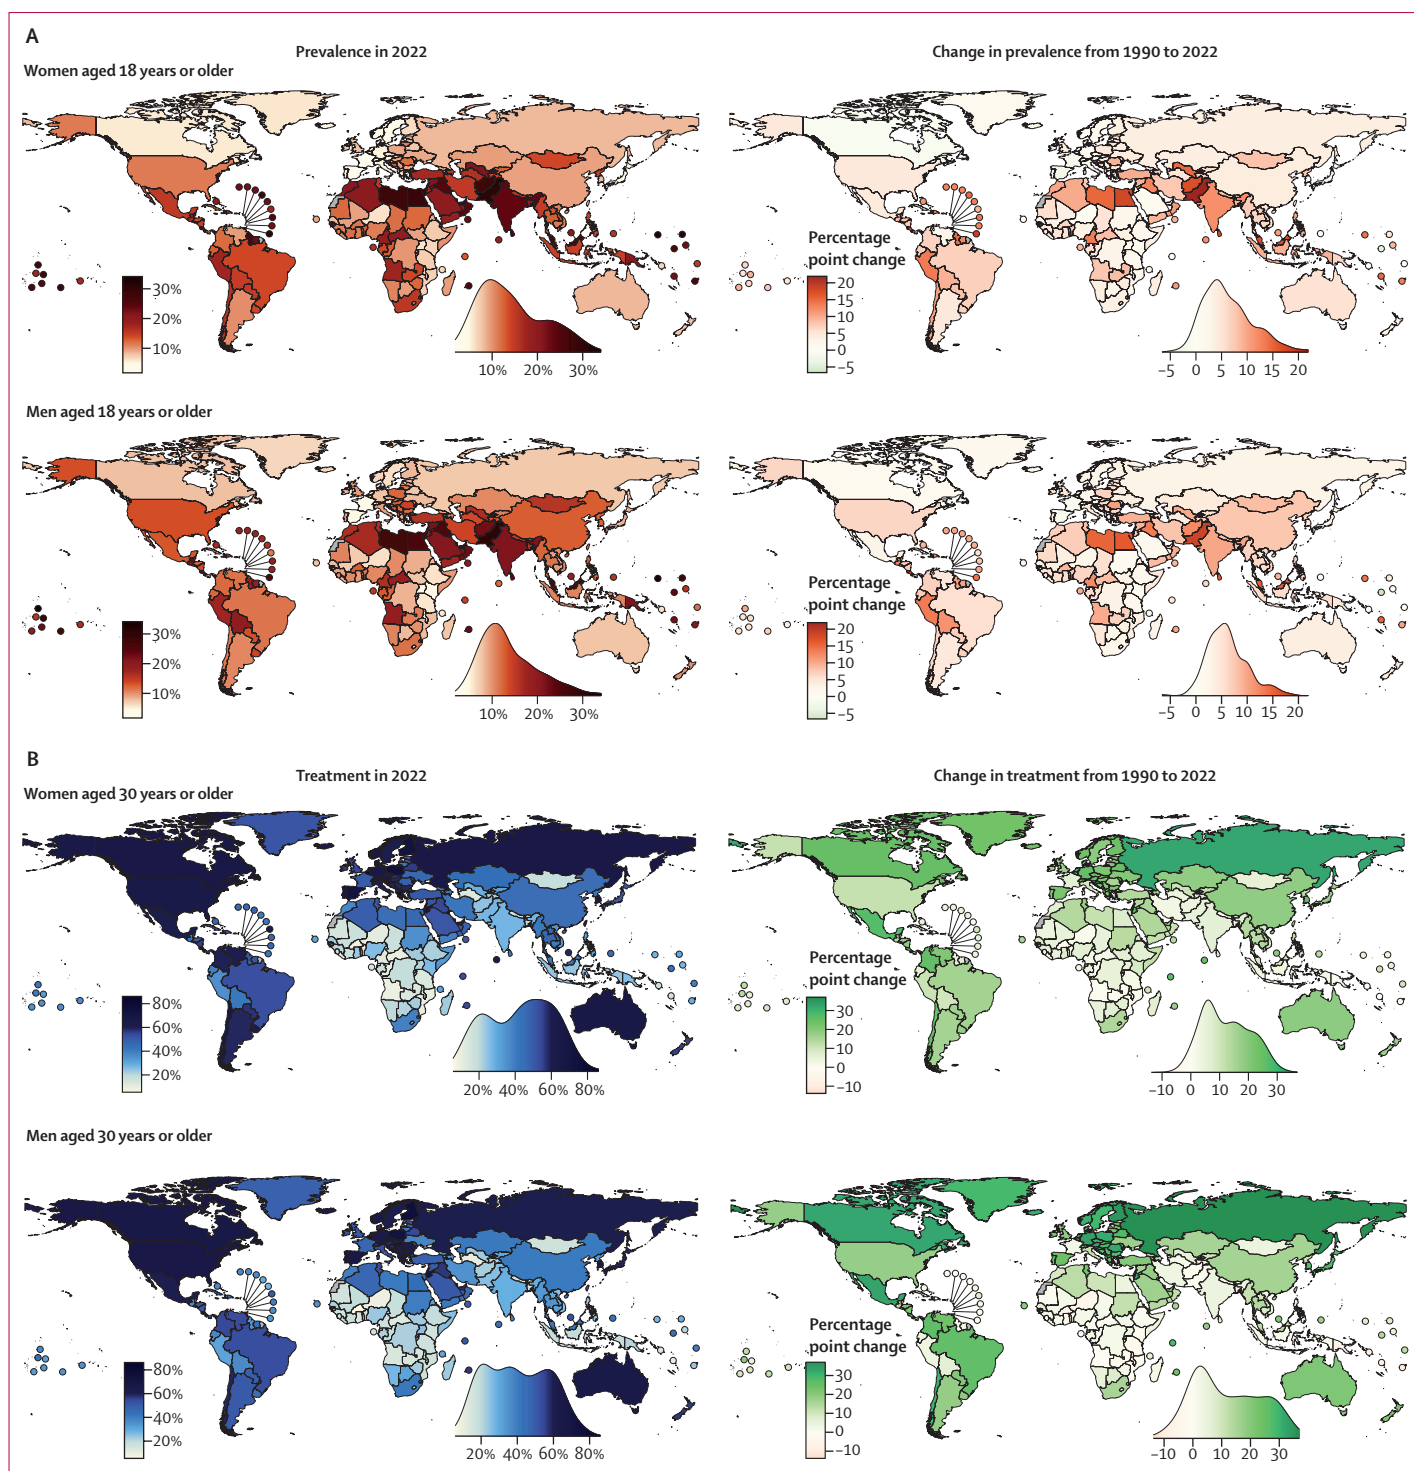 A
Prevalence in 2022
Change in prevalence from 1990 to 2022
Women aged 18 years or older
30%
20%
10%
10% 20% 30%
Percentage
point change
20
15
10
5
0
−5
−5 0 5 10 15 20
Men aged 18 years or older
30%
20%
10%
10% 20% 30%
Percentage
point change
20
15
10
5
0
−5
−5 0 5 10 15 20
B
Treatment in 2022
Change in treatment from 1990 to 2022
Women aged 30 years or older
80%
60%
40%
20%
20% 40% 60% 80%
Percentage
point change
30
20
10
0
−10
−10 0 10 20 30
Men aged 30 years or older
80%
60%
40%
20%
20% 40% 60% 80%
Percentage
point change
30
20
10
0
−10
−10 0 10 20 30